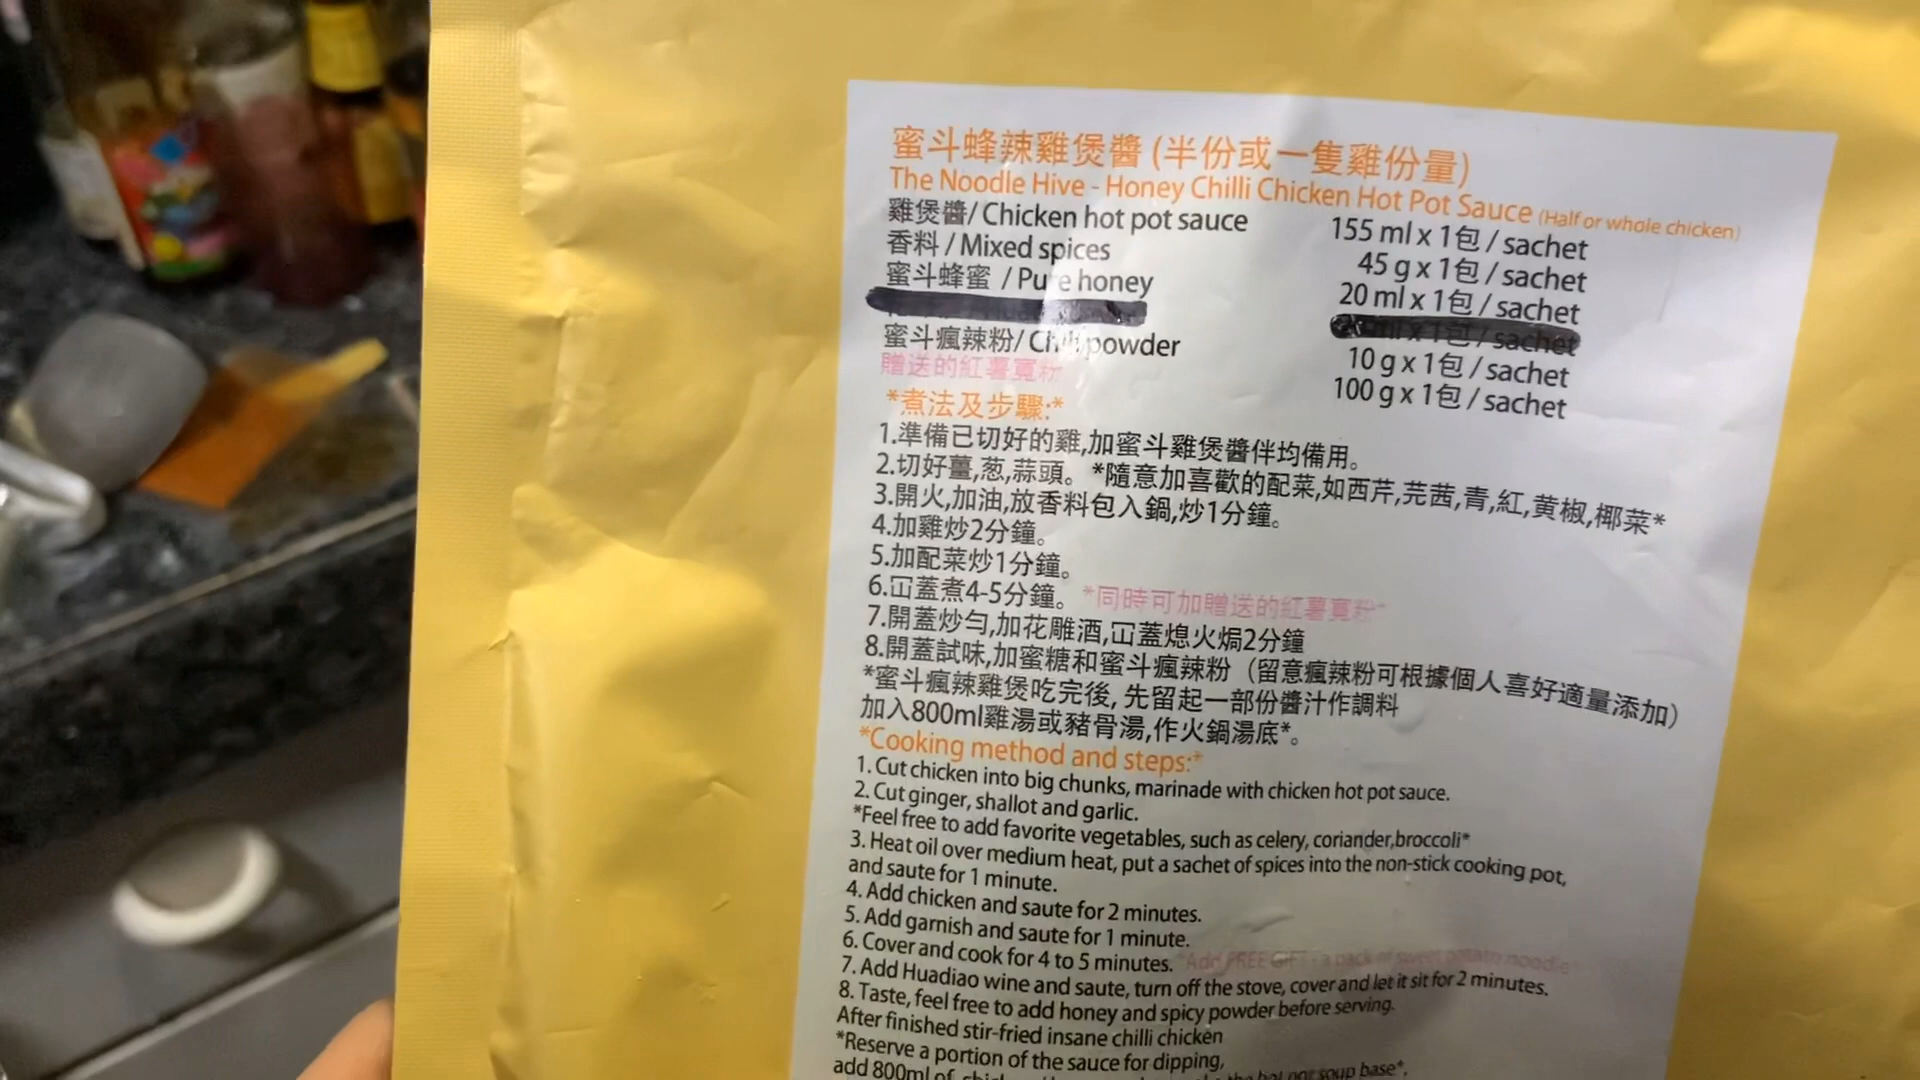 蜜斗蜂辣雞煲醬 (半份或一隻雞份量)
The Noodle Hive - Honey Chilli Chicken Hot Pot Sauce (Half or whole chicken)
雞煲醬/ Chicken hot pot sauce 155 ml x 1包 / sachet
香料 / Mixed spices 45 g x 1包 / sachet
蜜斗蜂蜜 / Pure honey 20 ml x 1包 / sachet
ml x 1包 / sachet
蜜斗瘋辣粉/ Chilli powder 10 g x 1包 / sachet
贈送的紅薯寬粉 100 g x 1包 / sachet
*煮法及步驟:*
1.準備已切好的雞,加蜜斗雞煲醬伴均備用。
2.切好薑,葱,蒜頭。 *隨意加喜歡的配菜,如西芹,芫茜,青,紅,黄椒,椰菜*
3.開火,加油,放香料包入鍋,炒1分鐘。
4.加雞炒2分鐘。
5.加配菜炒1分鐘。
6.冚蓋煮4-5分鐘。 *同時可加贈送的紅薯寬粉*
7.開蓋炒勻,加花雕酒,冚蓋熄火焗2分鐘
8.開蓋試味,加蜜糖和蜜斗瘋辣粉（留意瘋辣粉可根據個人喜好適量添加）
*蜜斗瘋辣雞煲吃完後, 先留起一部份醬汁作調料
加入800ml雞湯或豬骨湯,作火鍋湯底*。
*Cooking method and steps:*
1. Cut chicken into big chunks, marinade with chicken hot pot sauce.
2. Cut ginger, shallot and garlic.
*Feel free to add favorite vegetables, such as celery, coriander,broccoli*
3. Heat oil over medium heat, put a sachet of spices into the non-stick cooking pot,
and saute for 1 minute.
4. Add chicken and saute for 2 minutes.
5. Add garnish and saute for 1 minute.
6. Cover and cook for 4 to 5 minutes. *Add FREE GIFT - a pack of sweet potato noodle*
7. Add Huadiao wine and saute, turn off the stove, cover and let it sit for 2 minutes.
8. Taste, feel free to add honey and spicy powder before serving.
After finished stir-fried insane chilli chicken
*Reserve a portion of the sauce for dipping,
add 800ml of the hot pot soup base*.